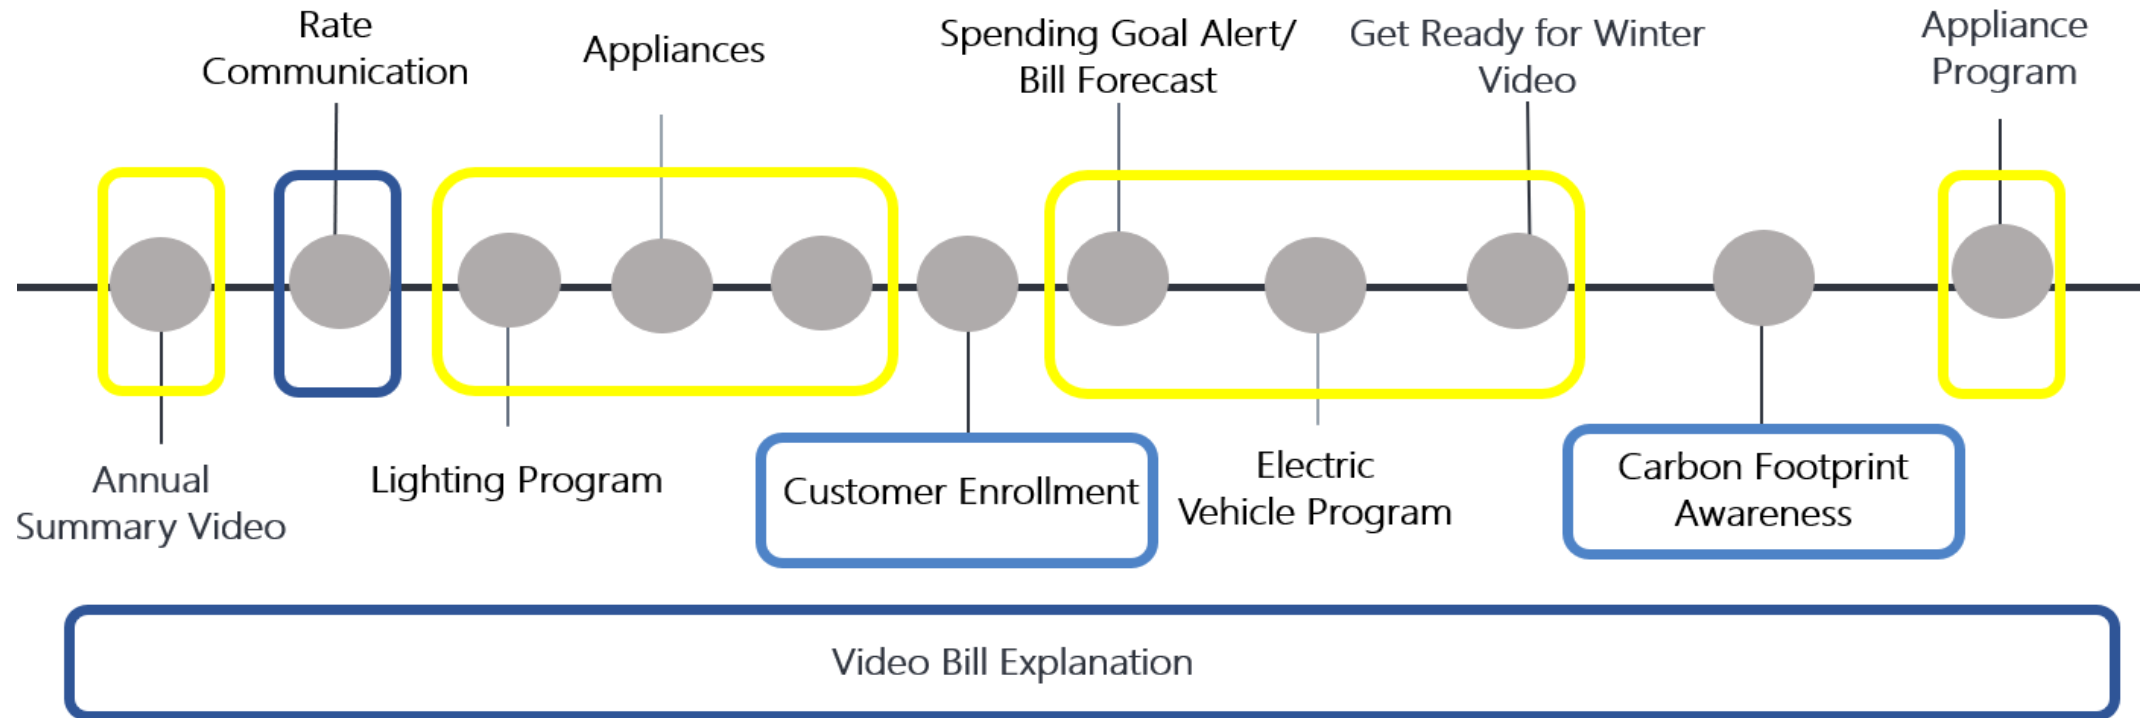 Rate
Communication
Appliances
Spending Goal Alert/
Bill Forecast
Get Ready for Winter
Video
Appliance
Program
Annual
Summary Video
Lighting Program
Customer Enrollment
Electric
Vehicle Program
Carbon Footprint
Awareness
Video Bill Explanation